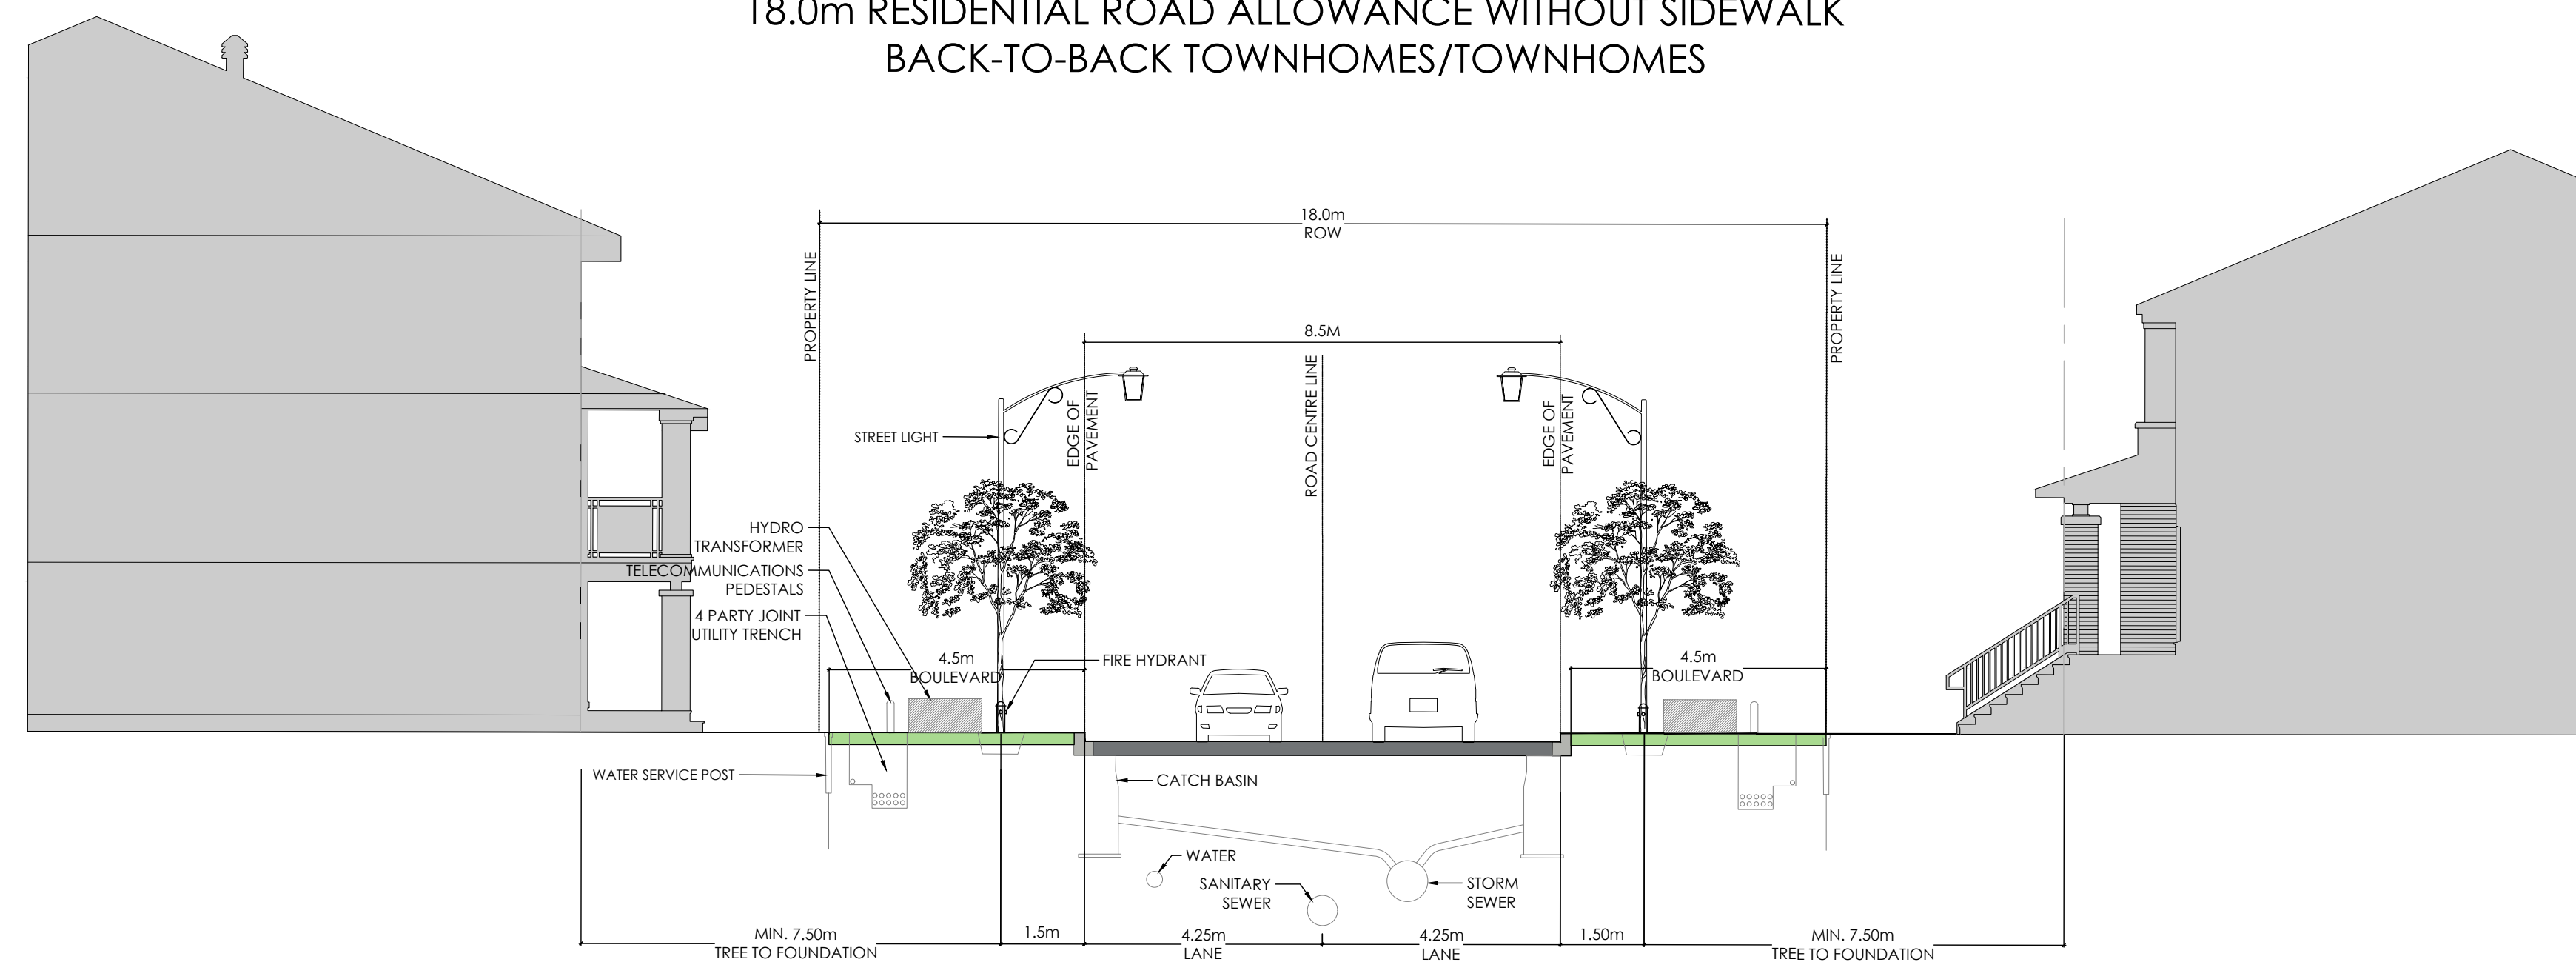 18.0m RESIDENTIAL ROAD ALLOWANCE WITHOUT SIDEWALK
BACK-TO-BACK TOWNHOMES/TOWNHOMES
18.0m
ROW
PROPERTY LINE
PROPERTY LINE
8.5M
EDGE OF
PAVEMENT
ROAD CENTRE LINE
EDGE OF
PAVEMENT
STREET LIGHT
HYDRO
TRANSFORMER
TELECOMMUNICATIONS
PEDESTALS
4 PARTY JOINT
UTILITY TRENCH
4.5m
BOULEVARD
FIRE HYDRANT
4.5m
BOULEVARD
WATER SERVICE POST
CATCH BASIN
WATER
SANITARY
SEWER
STORM
SEWER
MIN. 7.50m
TREE TO FOUNDATION
1.5m
4.25m
LANE
4.25m
LANE
1.50m
MIN. 7.50m
TREE TO FOUNDATION